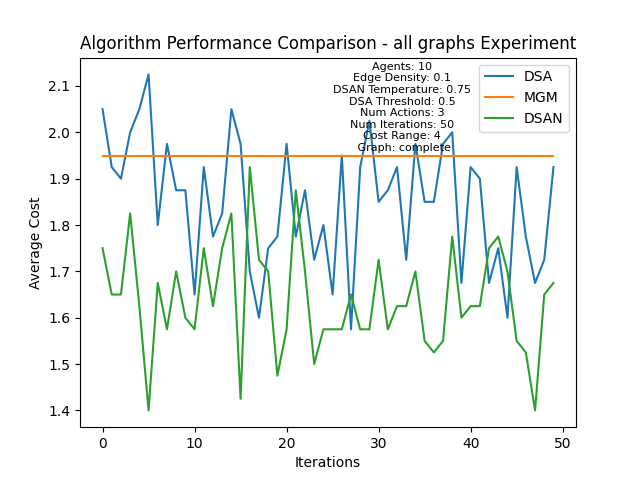 Algorithm Performance Comparison - all graphs Experiment
Agents: 10
Edge Density: 0.1
DSAN Temperature: 0.75
DSA Threshold: 0.5
Num Actions: 3
Num Iterations: 50
Cost Range: 4
Graph: complete
DSA
MGM
DSAN
Average Cost
2.1
2.0
1.9
1.8
1.7
1.6
1.5
1.4
0
10
20
30
40
50
Iterations